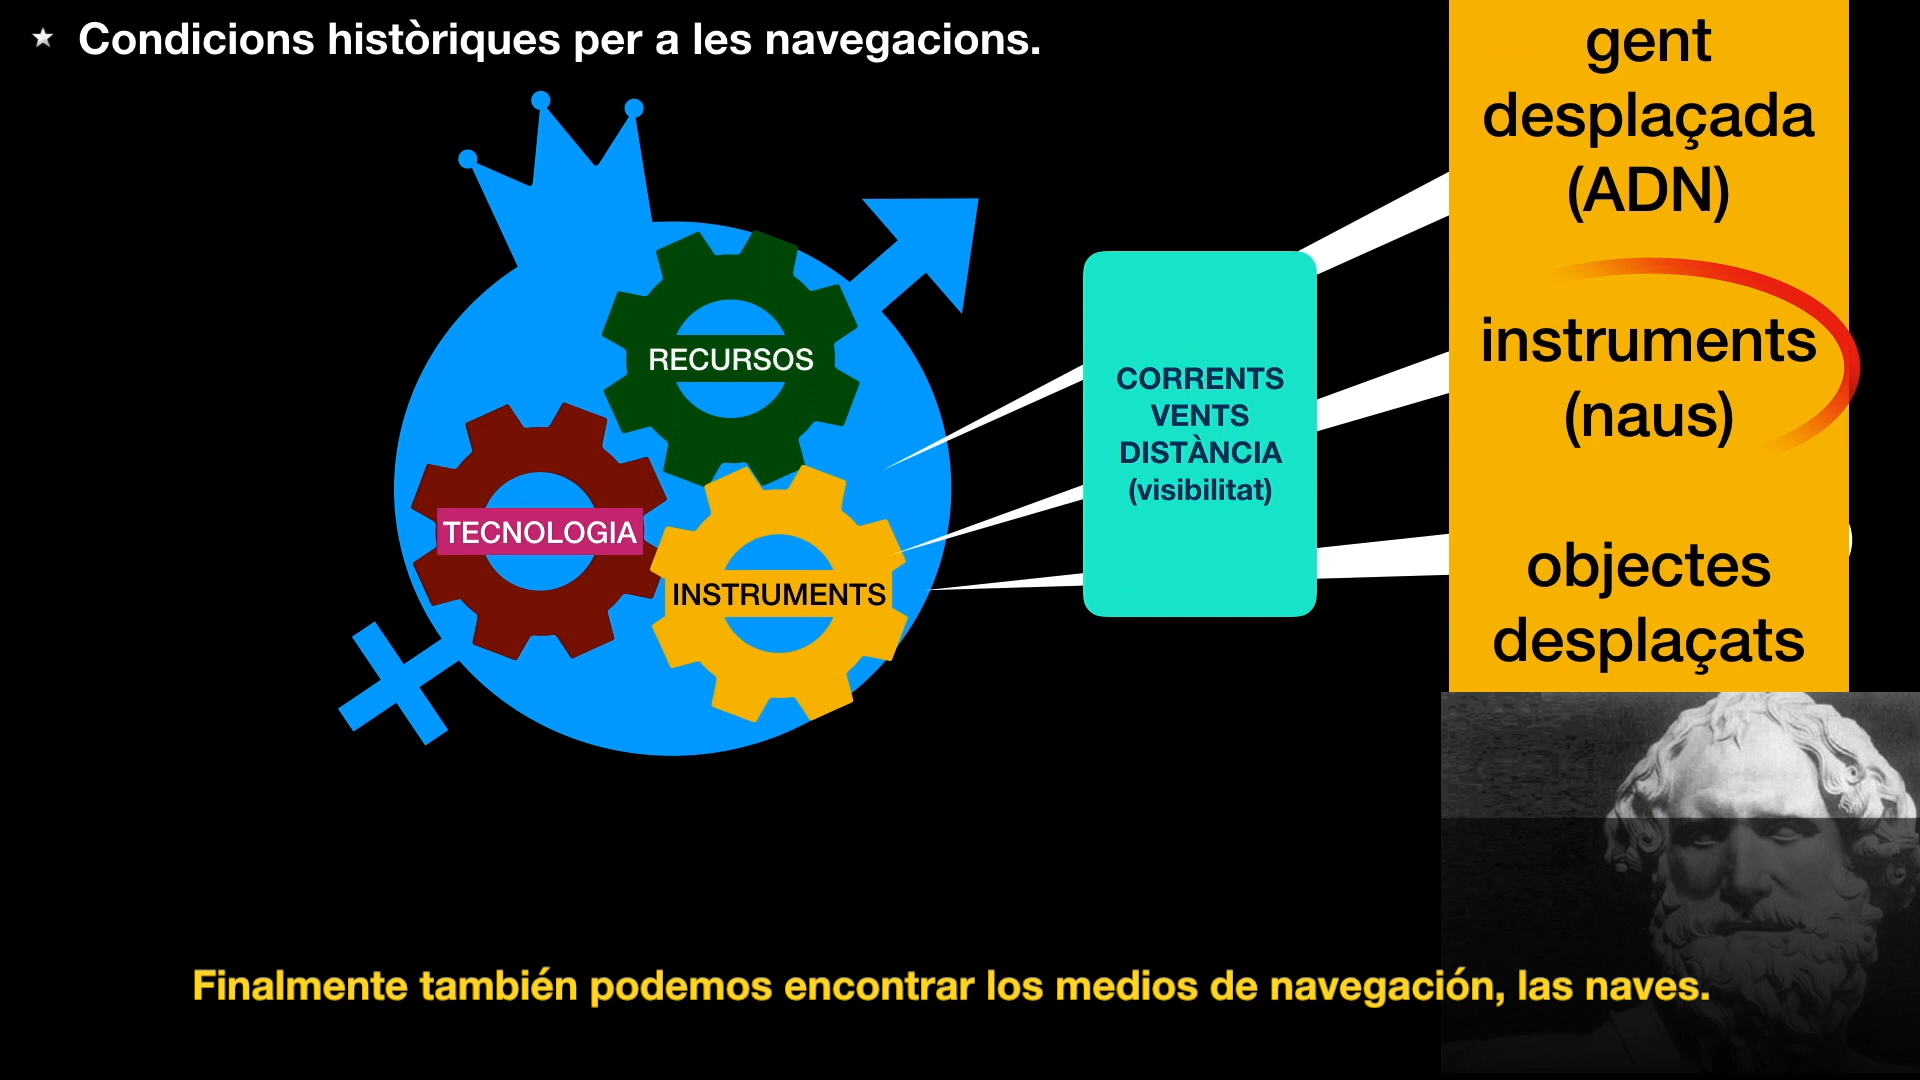 ★ Condicions històriques per a les navegacions.
gent
desplaçada
(ADN)
instruments
(naus)
objectes
desplaçats
RECURSOS
TECNOLOGIA
INSTRUMENTS
CORRENTS
VENTS
DISTÀNCIA
(visibilitat)
Finalmente también podemos encontrar los medios de navegación, las naves.